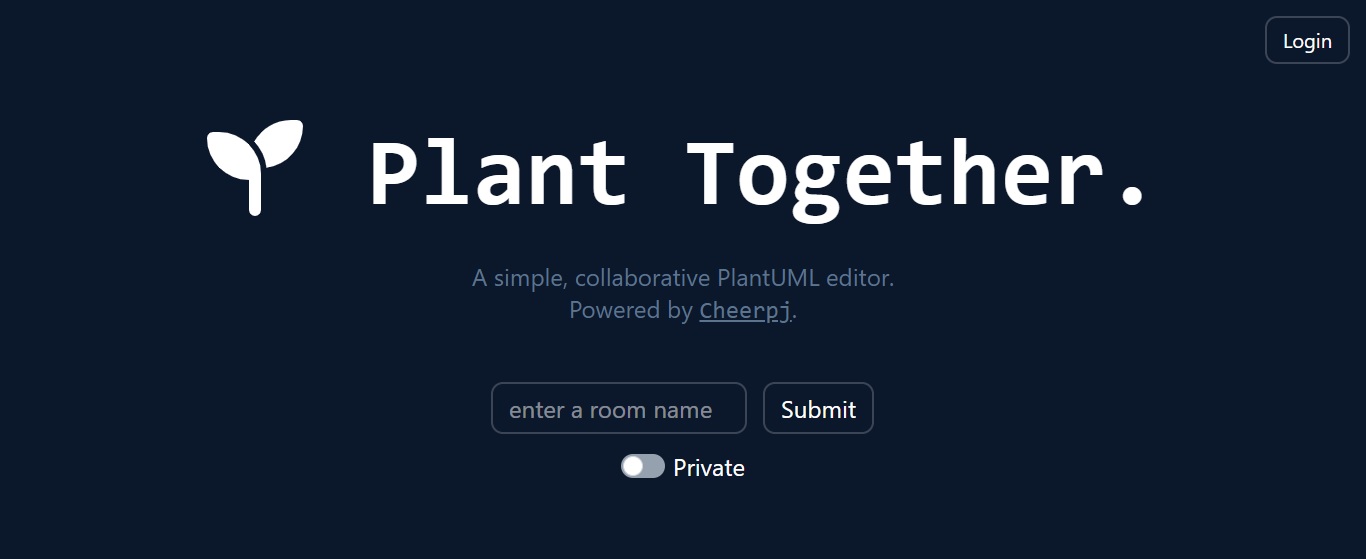 Login
Plant Together.
A simple, collaborative PlantUML editor.
Powered by Cheerpj.
enter a room name
Submit
Private